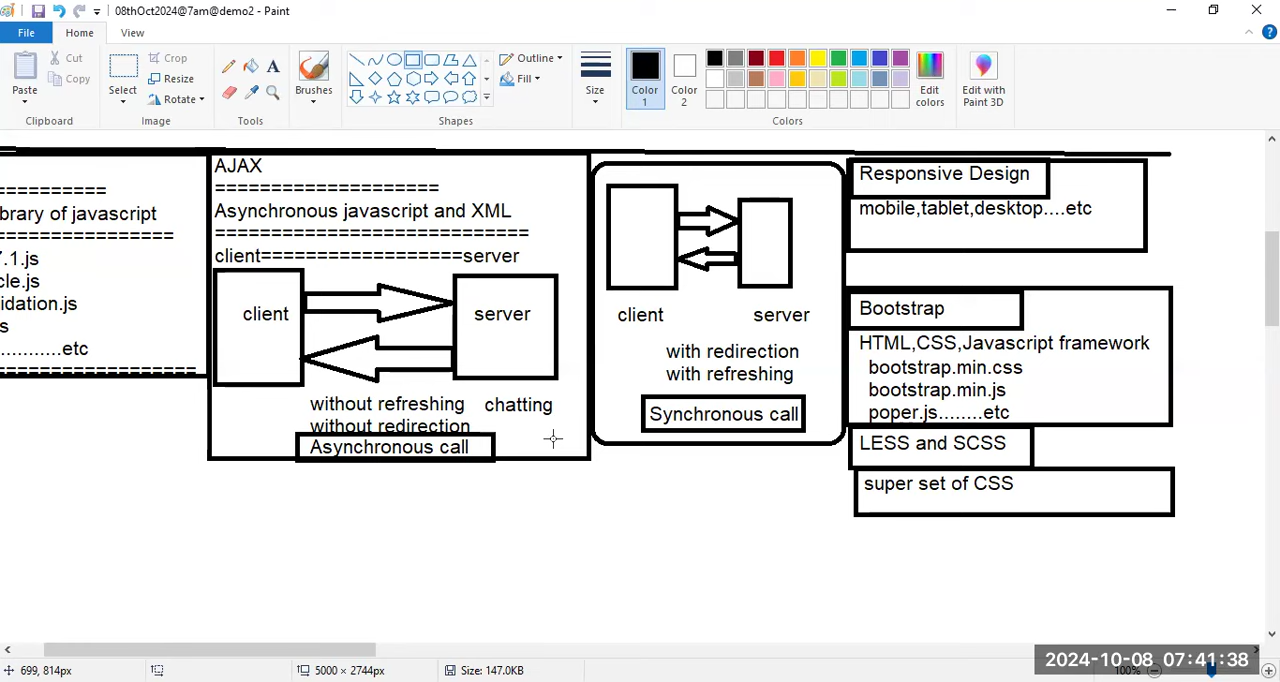 08thOct2024@7am@demo2 - Paint
File
Home
View
Paste
Cut
Copy
Clipboard
Select
Crop
Resize
Rotate
Image
A
Tools
Brushes
Outline
Fill
Shapes
Size
Color
1
Color
2
Edit
colors
Edit with
Paint 3D
Colors
==========
brary of javascript
================
7.1.js
cle.js
idation.js
s
............etc
====================
AJAX
====================
Asynchronous javascript and XML
============================
client==================server
client
server
without refreshing
chatting
without redirection
Asynchronous call
client
server
with redirection
with refreshing
Synchronous call
Responsive Design
mobile,tablet,desktop....etc
Bootstrap
HTML,CSS,Javascript framework
bootstrap.min.css
bootstrap.min.js
poper.js........etc
LESS and SCSS
super set of CSS
699, 814px
5000 × 2744px
Size: 147.0KB
100%
2024-10-08 07:41:38